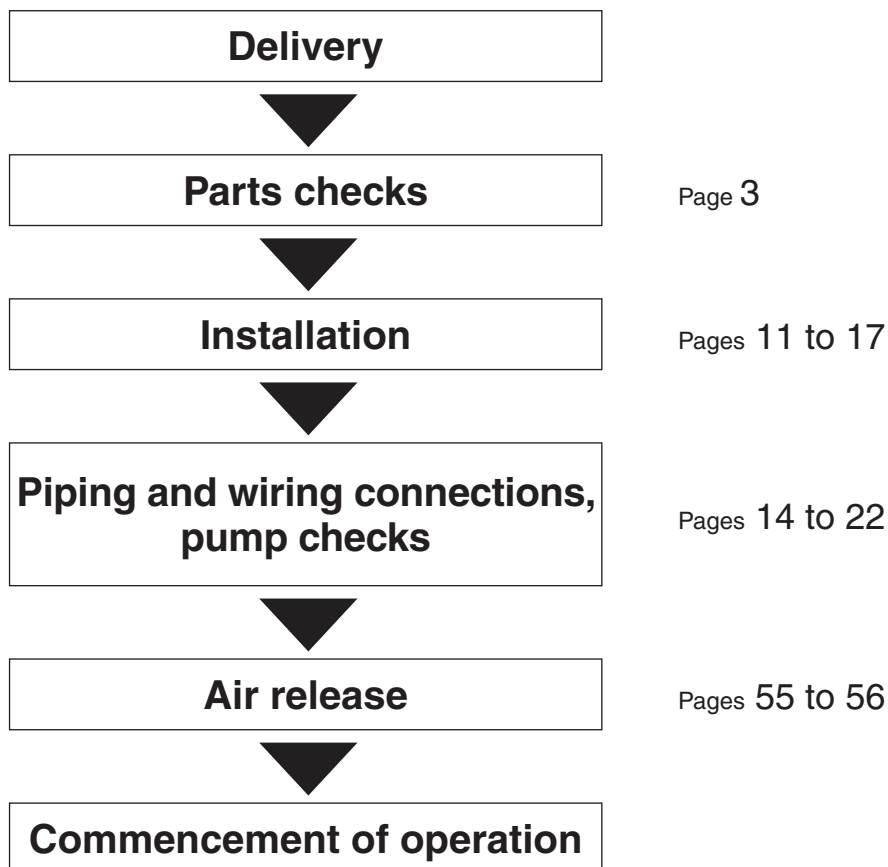 Delivery
Parts checks
Page 3
Installation
Pages 11 to 17
Piping and wiring connections,
pump checks
Pages 14 to 22
Air release
Pages 55 to 56
Commencement of operation